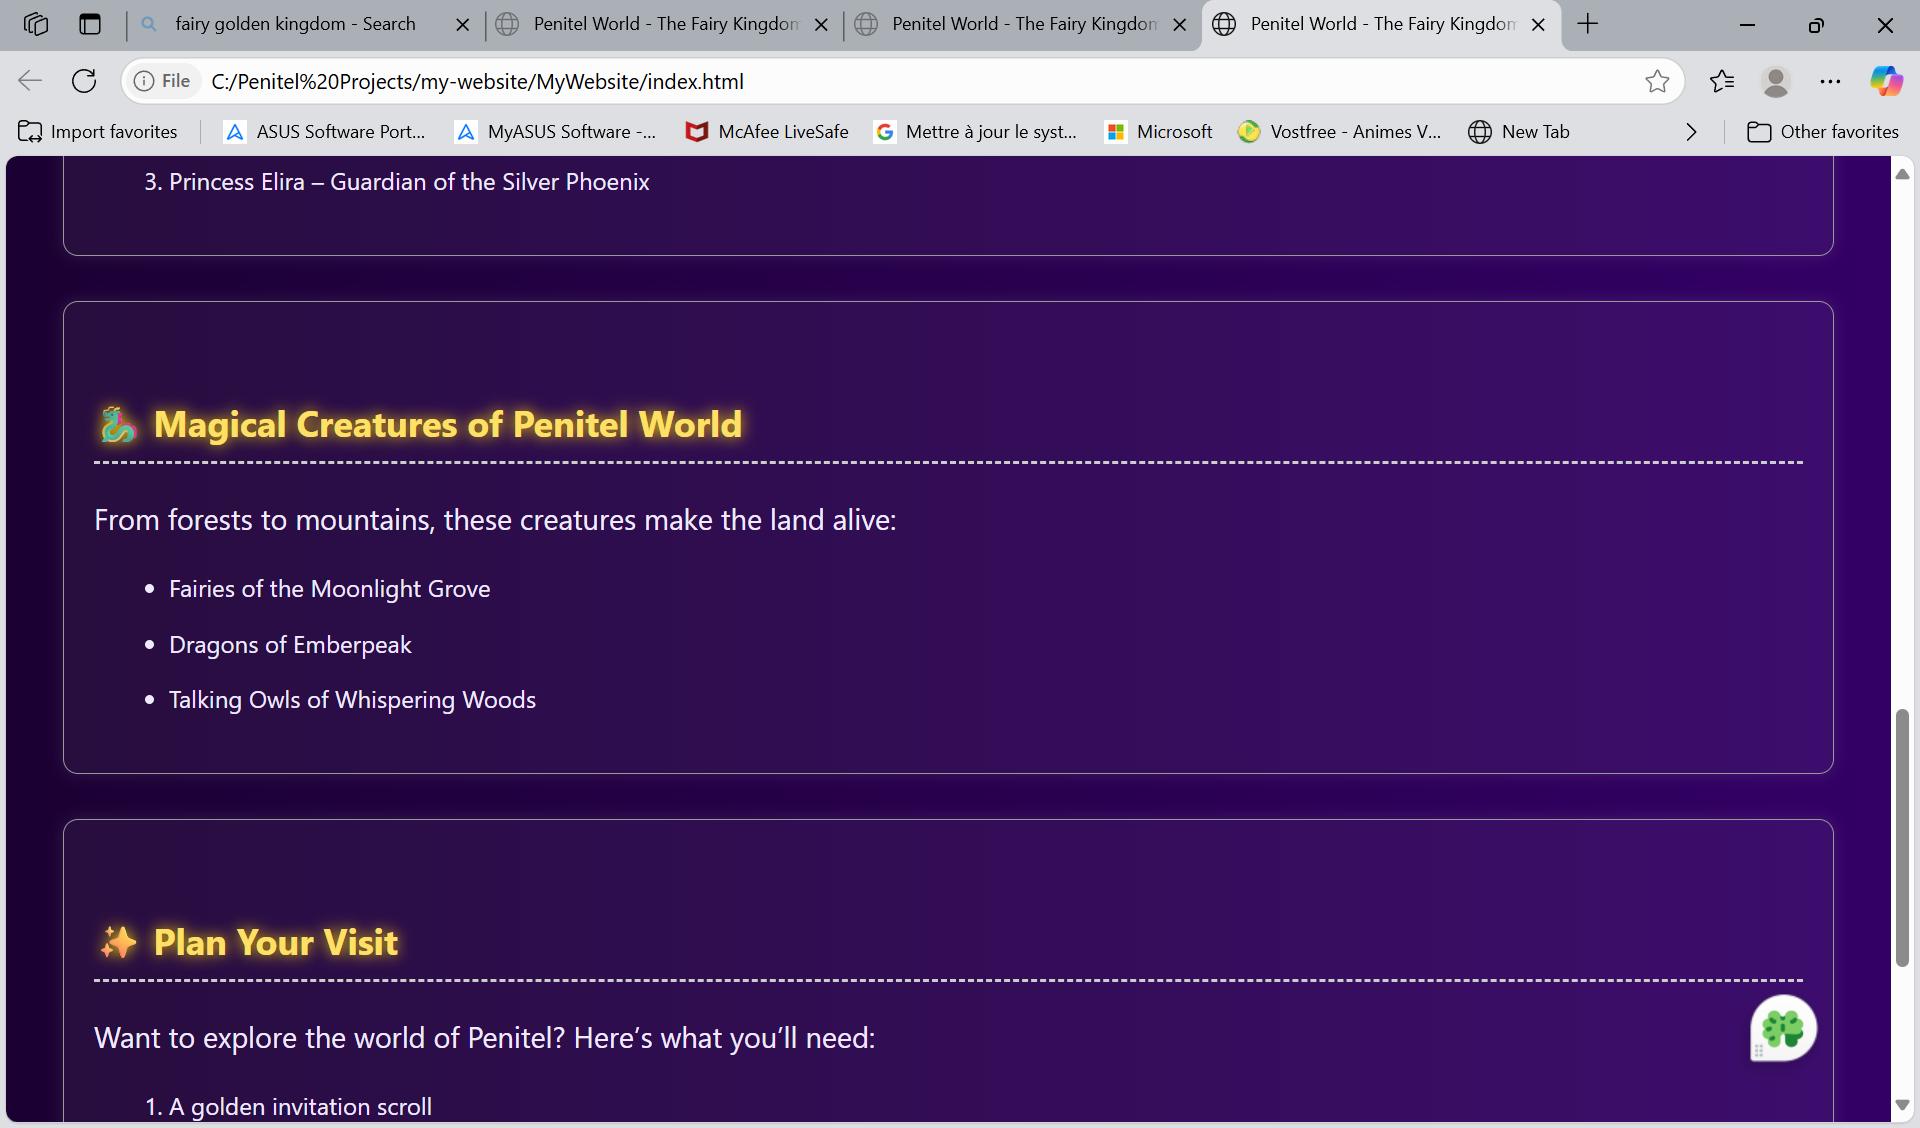 fairy golden kingdom - Search
Penitel World - The Fairy Kingdom
Penitel World - The Fairy Kingdom
Penitel World - The Fairy Kingdom
File
C:/Penitel%20Projects/my-website/MyWebsite/index.html
Import favorites
ASUS Software Port...
MyASUS Software -...
McAfee LiveSafe
Mettre à jour le syst...
Microsoft
Vostfree - Animes V...
New Tab
Other favorites
3. Princess Elira – Guardian of the Silver Phoenix
🐉 Magical Creatures of Penitel World
From forests to mountains, these creatures make the land alive:
• Fairies of the Moonlight Grove
• Dragons of Emberpeak
• Talking Owls of Whispering Woods
✨ Plan Your Visit
Want to explore the world of Penitel? Here’s what you’ll need:
1. A golden invitation scroll